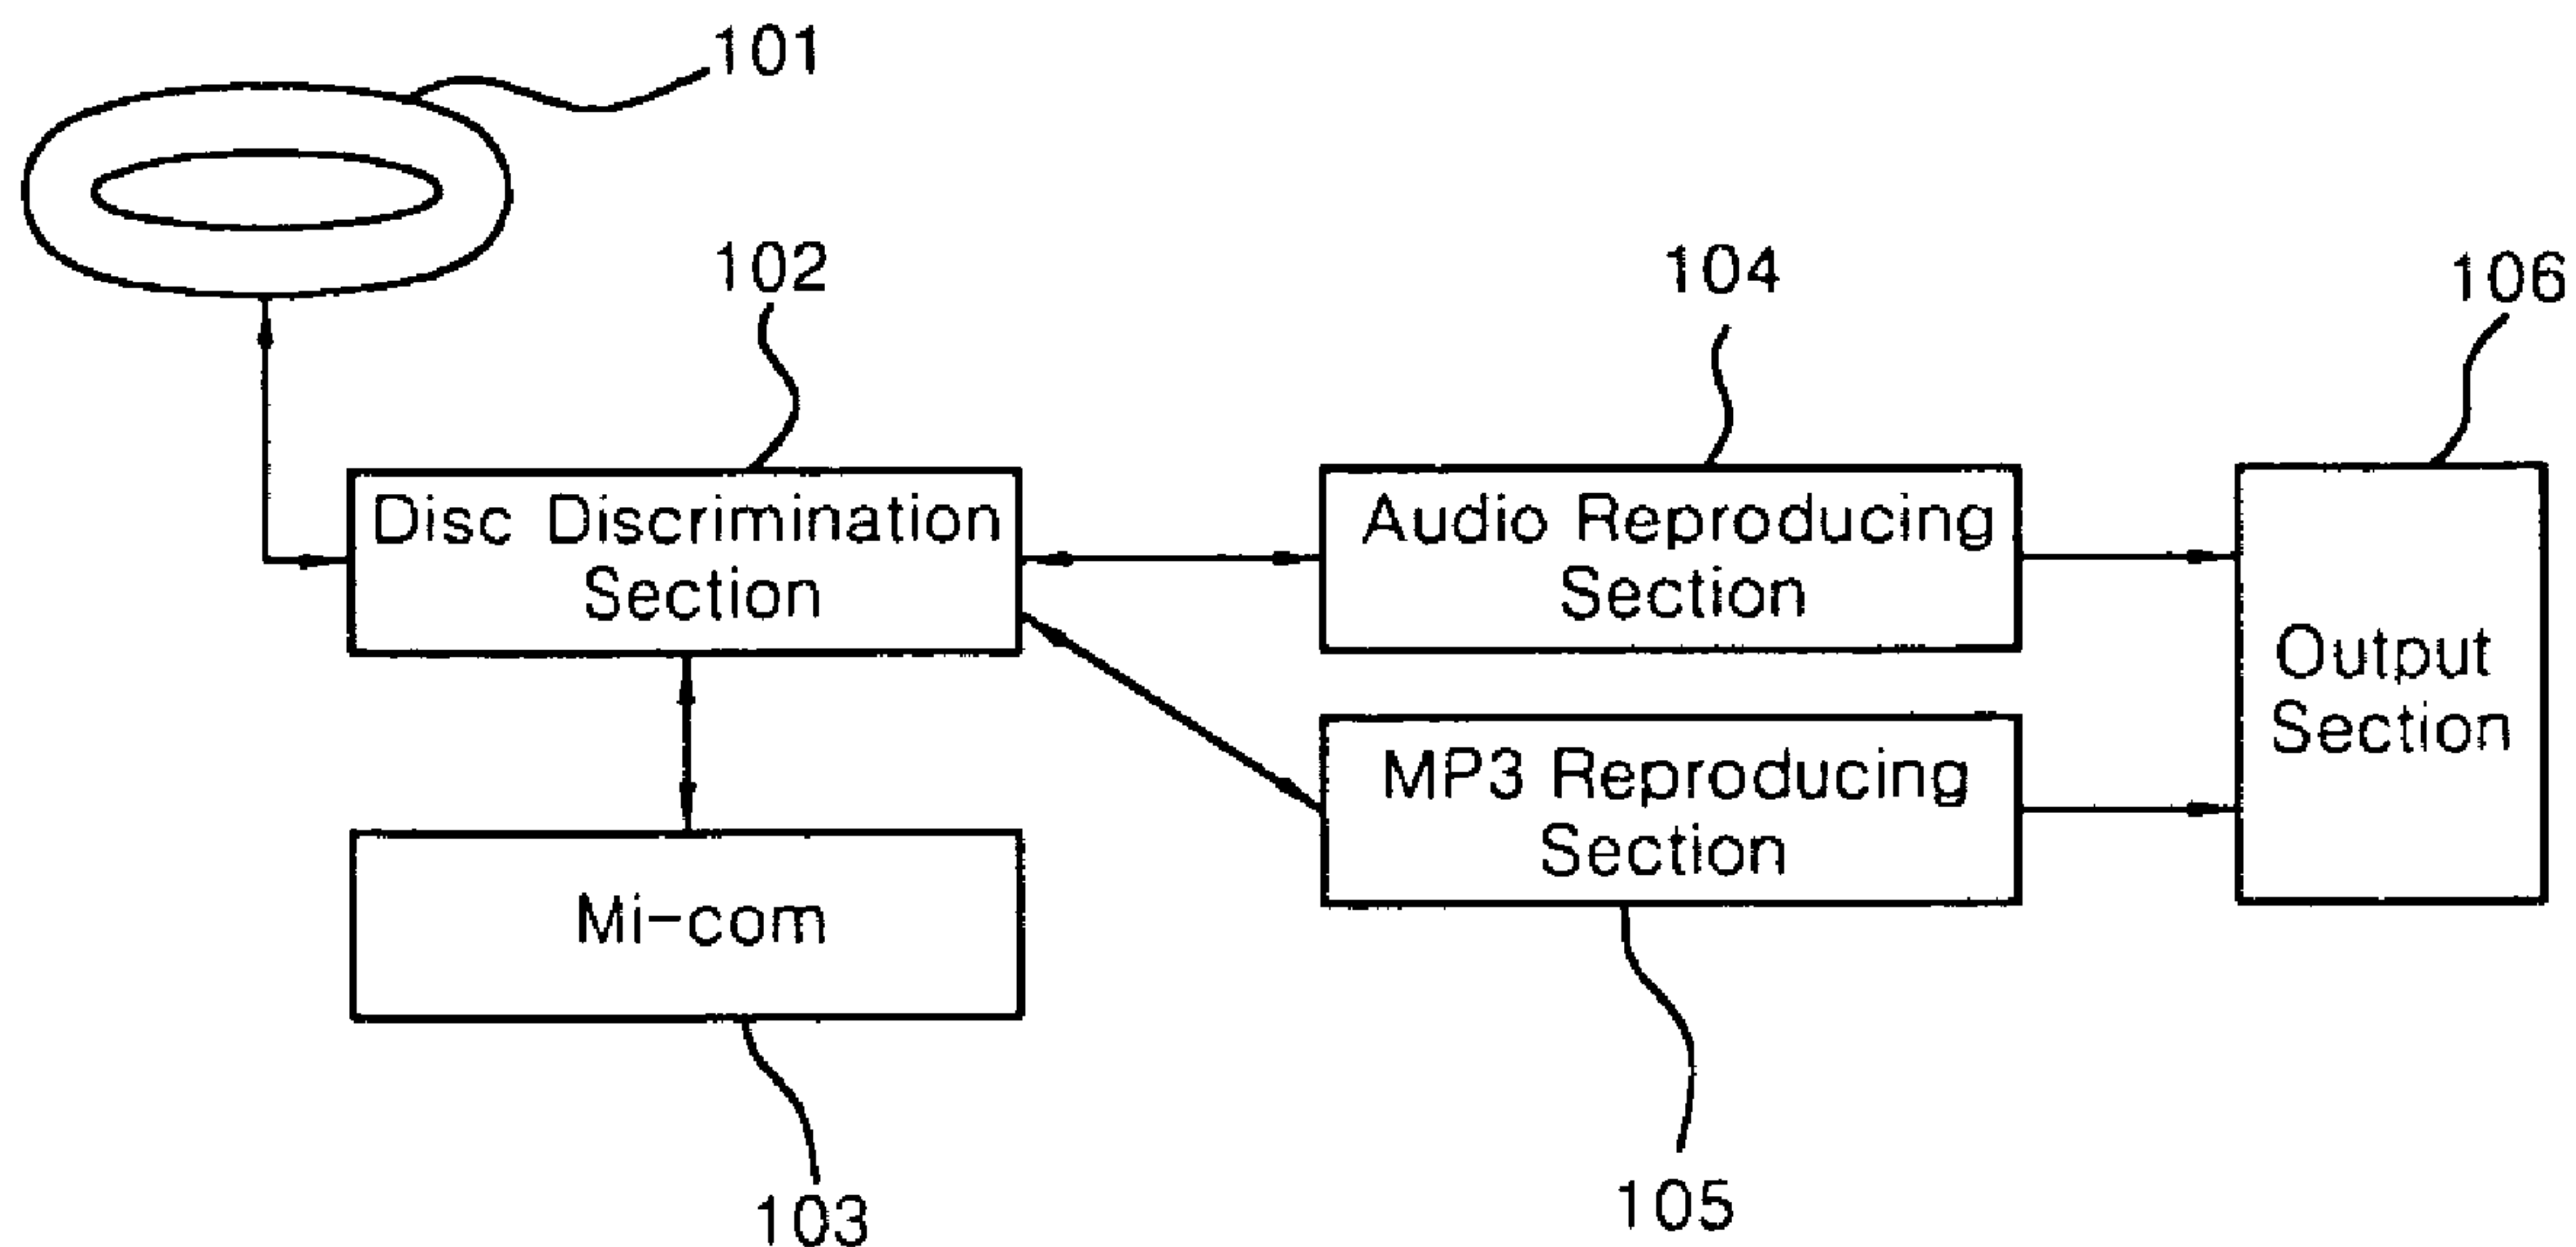 101
102
104
106
Disc Discrimination
Section
Audio Reproducing
Section
Output
Section
MP3 Reproducing
Section
Mi-com
103
105